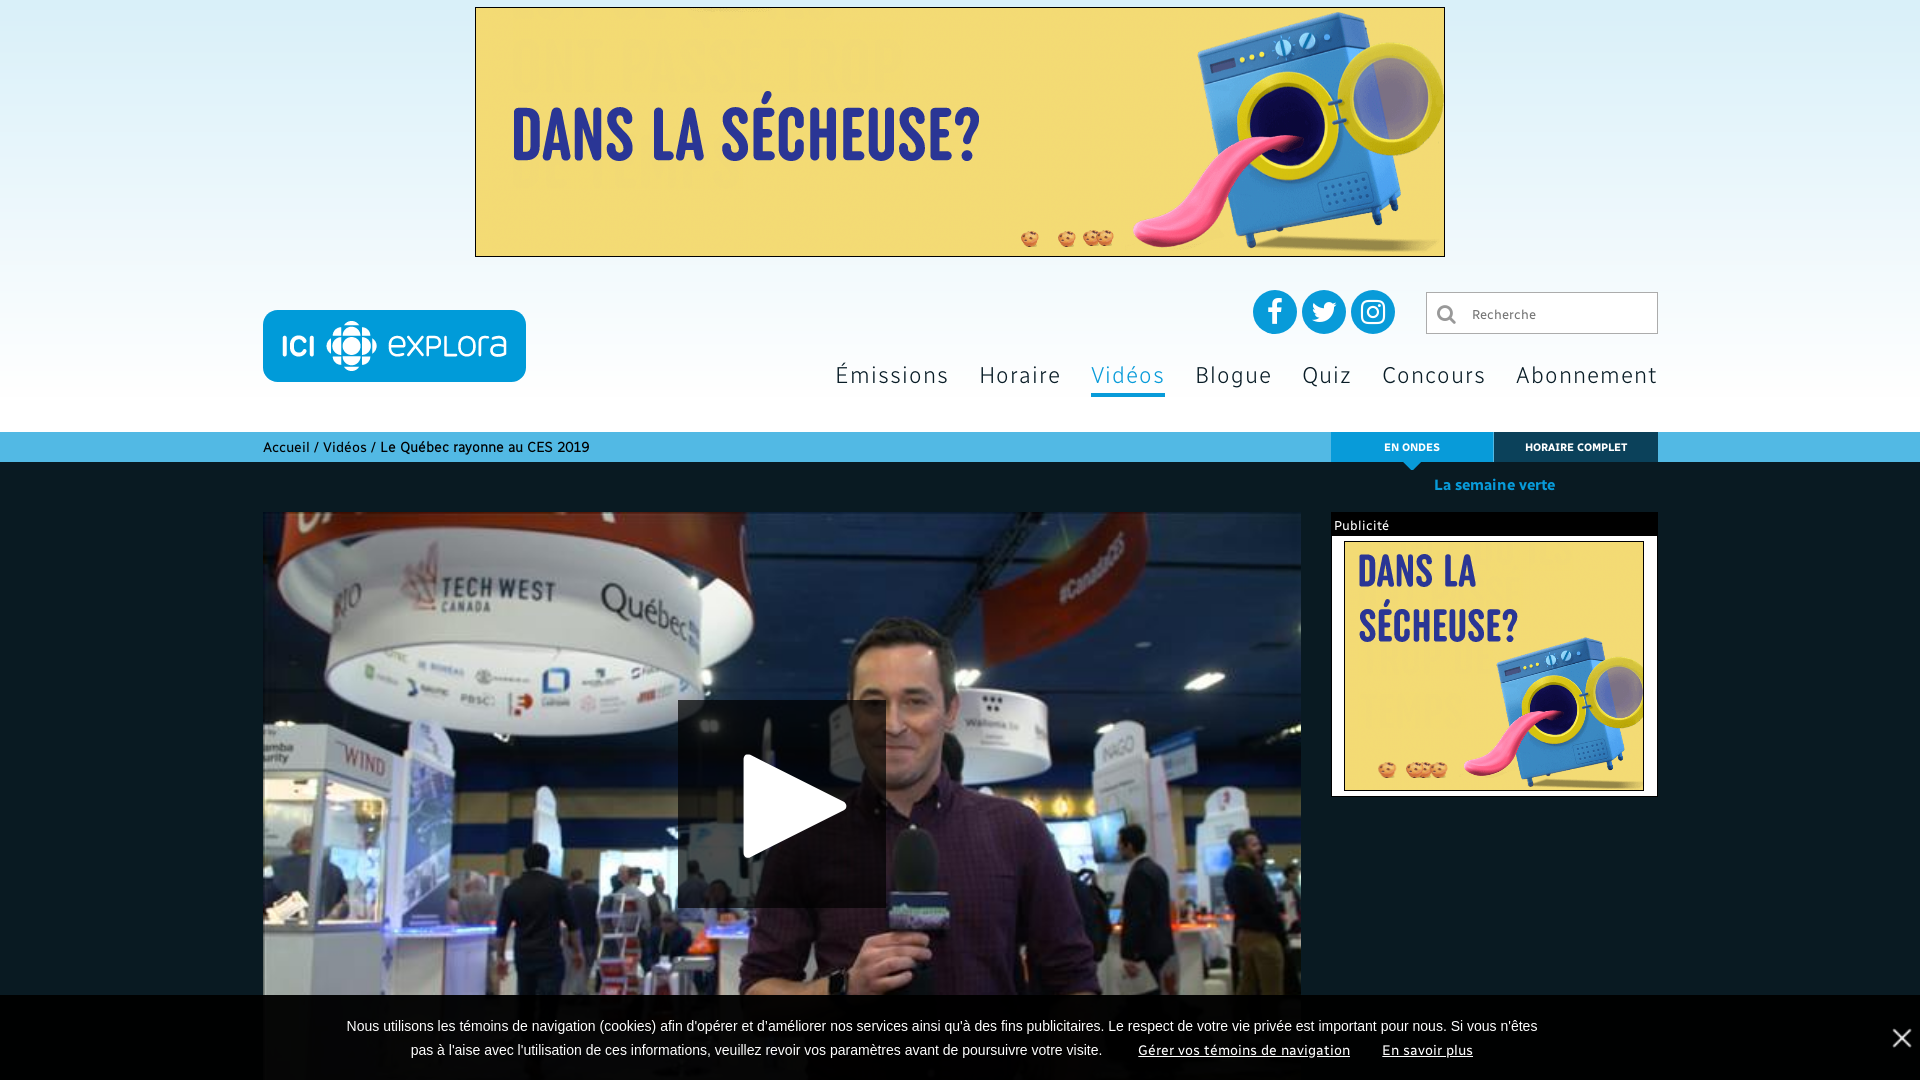 DANS LA SÉCHEUSE?
ICI explora
Recherche
Émissions Horaire Vidéos Blogue Quiz Concours Abonnement
Accueil / Vidéos / Le Québec rayonne au CES 2019
EN ONDES
HORAIRE COMPLET
La semaine verte
Publicité
DANS LA
SÉCHEUSE?
#CanadaCES
TECH WEST
CANADA
Québec
WIND
NAGO
Nous utilisons les témoins de navigation (cookies) afin d'opérer et d’améliorer nos services ainsi qu'à des fins publicitaires. Le respect de votre vie privée est important pour nous. Si vous n'êtes
pas à l'aise avec l'utilisation de ces informations, veuillez revoir vos paramètres avant de poursuivre votre visite. Gérer vos témoins de navigation En savoir plus